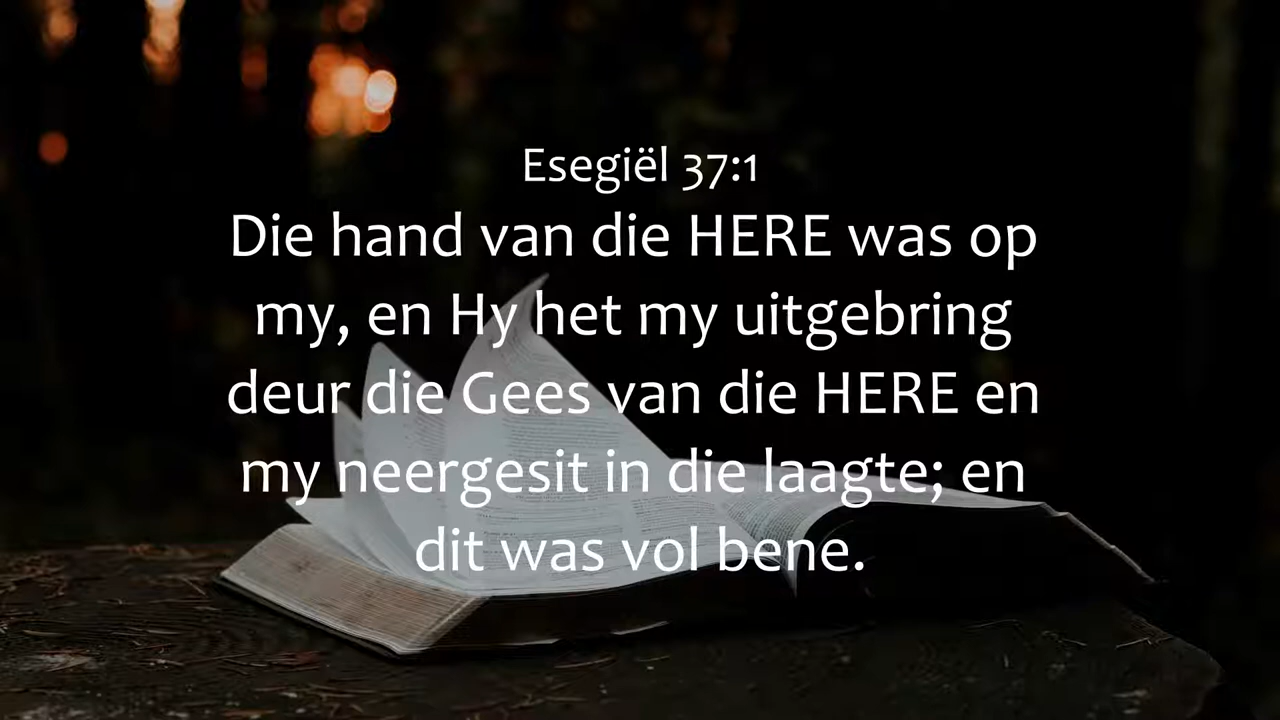 Esegiël 37:1
Die hand van die HERE was op
my, en Hy het my uitgebring
deur die Gees van die HERE en
my neergesit in die laagte; en
dit was vol bene.